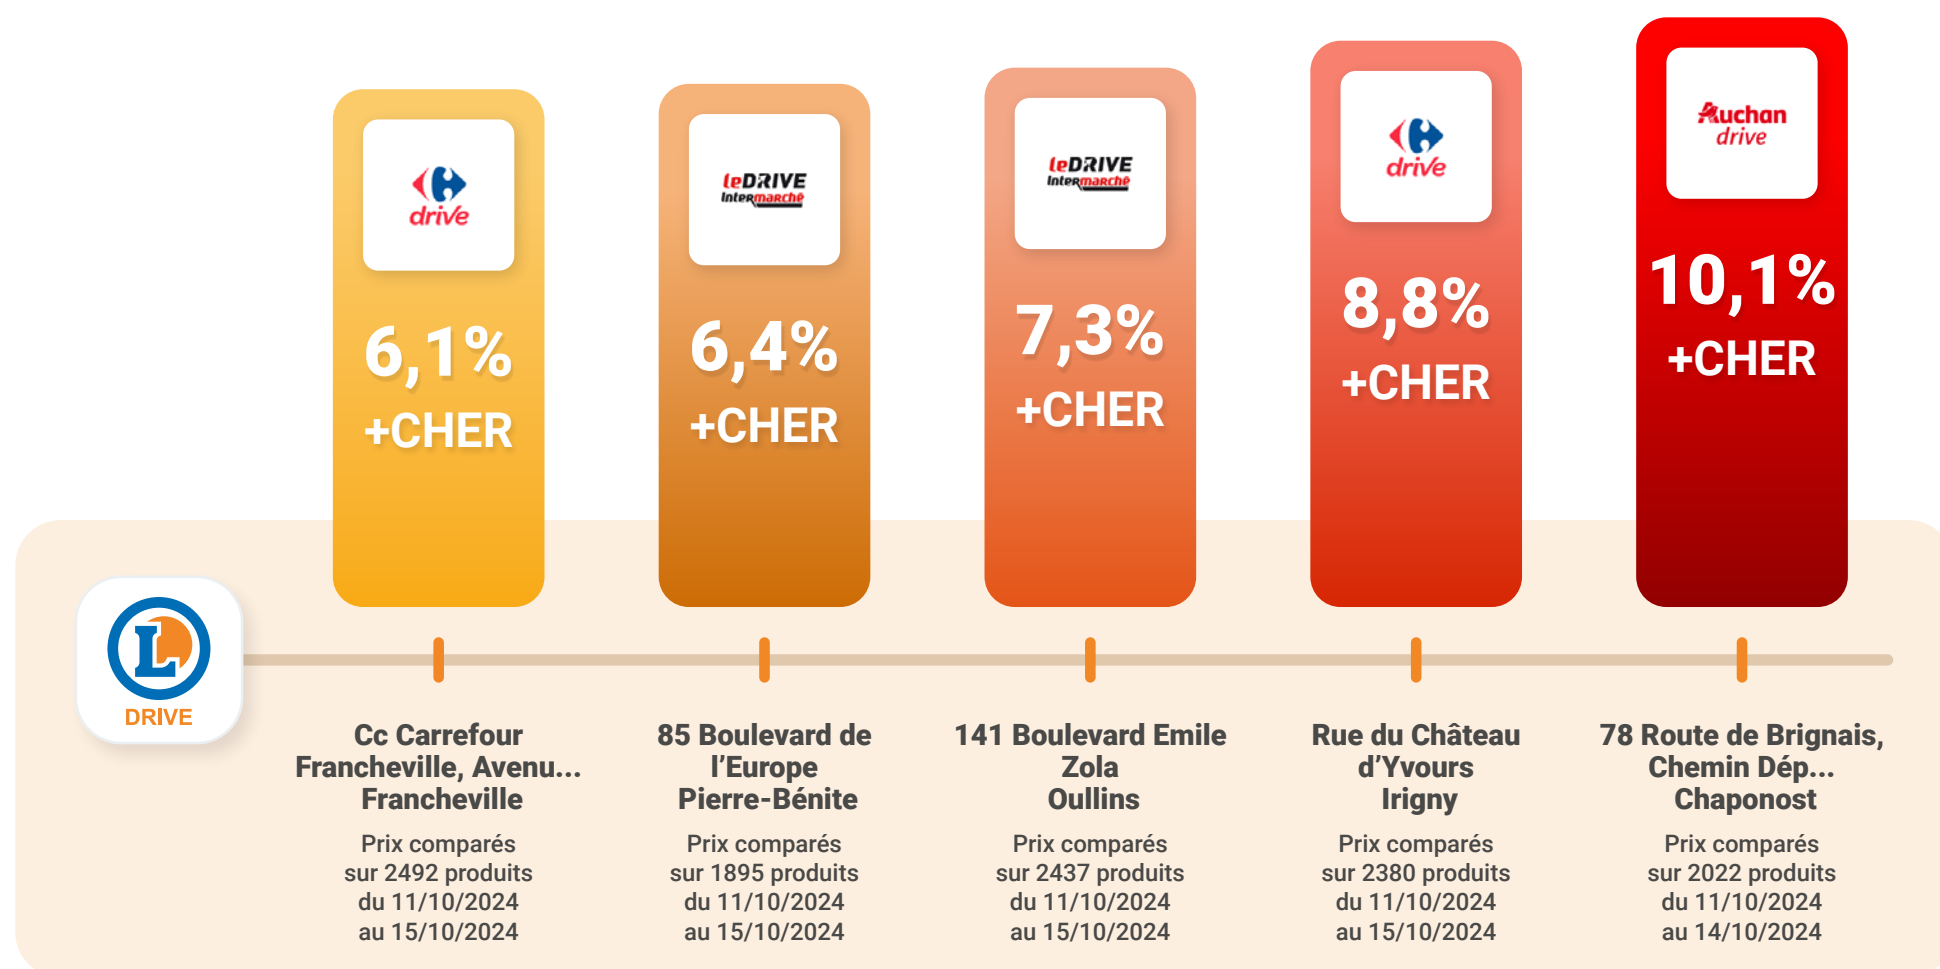 drive
6,1%
+CHER
leDRIVE
Intermarché
6,4%
+CHER
leDRIVE
Intermarché
7,3%
+CHER
drive
8,8%
+CHER
Auchan
drive
10,1%
+CHER
L
DRIVE
Cc Carrefour
Francheville, Avenu...
Francheville
Prix comparés
sur 2492 produits
du 11/10/2024
au 15/10/2024
85 Boulevard de
l'Europe
Pierre-Bénite
Prix comparés
sur 1895 produits
du 11/10/2024
au 15/10/2024
141 Boulevard Emile
Zola
Oullins
Prix comparés
sur 2437 produits
du 11/10/2024
au 15/10/2024
Rue du Château
d'Yvours
Irigny
Prix comparés
sur 2380 produits
du 11/10/2024
au 15/10/2024
78 Route de Brignais,
Chemin Dép...
Chaponost
Prix comparés
sur 2022 produits
du 11/10/2024
au 14/10/2024